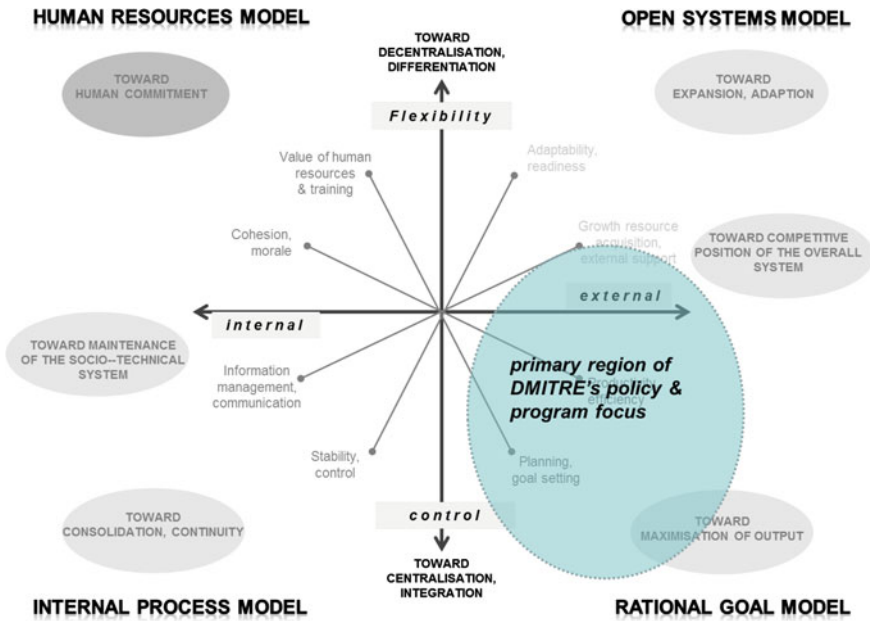 HUMAN RESOURCES MODEL
OPEN SYSTEMS MODEL
TOWARD
DECENTRALISATION,
DIFFERENTIATION
TOWARD
HUMAN COMMITMENT
TOWARD
EXPANSION, ADAPTION
Flexibility
Value of human
resources
& training
Adaptability,
readiness
Cohesion,
morale
Growth resource
acquisition,
external support
TOWARD COMPETITIVE
POSITION OF THE OVERALL
SYSTEM
internal
external
TOWARD MAINTENANCE
OF THE SOCIO--TECHNICAL
SYSTEM
Information
management,
communication
primary region of
DMITRE's policy &
program focus
Productivity,
efficiency
Stability,
control
Planning,
goal setting
control
TOWARD
CONSOLIDATION, CONTINUITY
TOWARD
MAXIMISATION OF OUTPUT
TOWARD
CENTRALISATION,
INTEGRATION
INTERNAL PROCESS MODEL
RATIONAL GOAL MODEL